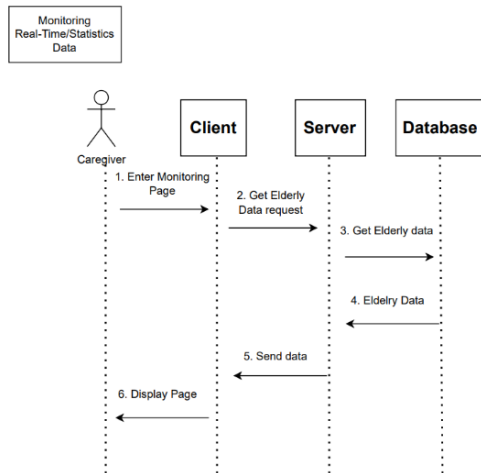 Monitoring
Real-Time/Statistics
Data
Client
Server
Database
Caregiver
1. Enter Monitoring
Page
2. Get Elderly
Data request
3. Get Elderly data
4. Eldelry Data
5. Send data
6. Display Page